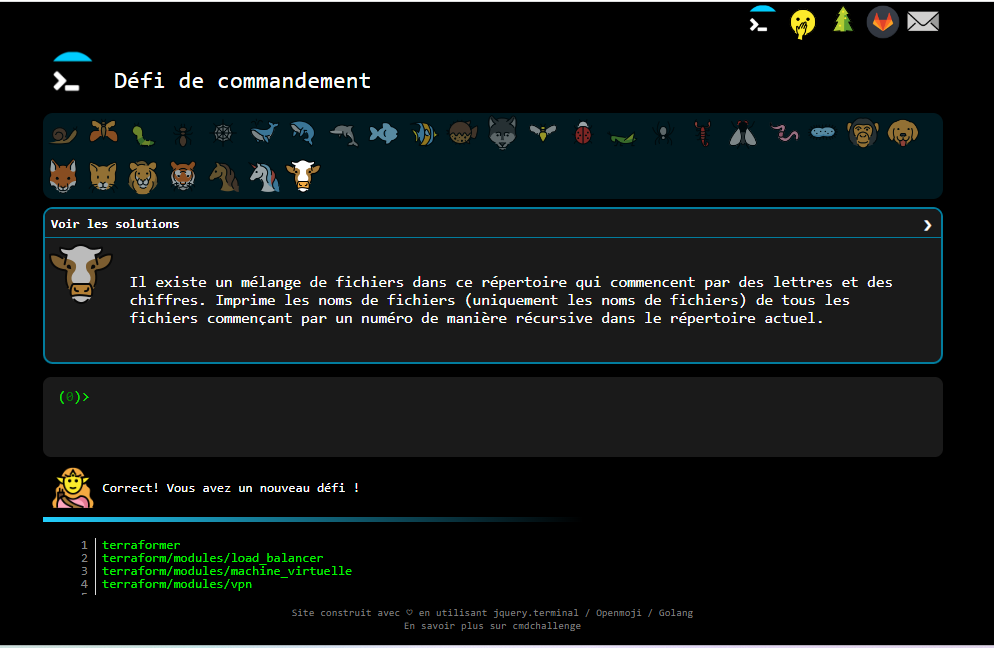 Défi de commandement
Voir les solutions
Il existe un mélange de fichiers dans ce répertoire qui commencent par des lettres et des
chiffres. Imprime les noms de fichiers (uniquement les noms de fichiers) de tous les
fichiers commençant par un numéro de manière récursive dans le répertoire actuel.
(0)>
Correct! Vous avez un nouveau défi !
1 terraformer
2 terraform/modules/load_balancer
3 terraform/modules/machine_virtuelle
4 terraform/modules/vpn
Site construit avec ♡ en utilisant jquery.terminal / Openmoji / Golang
En savoir plus sur cmdchallenge